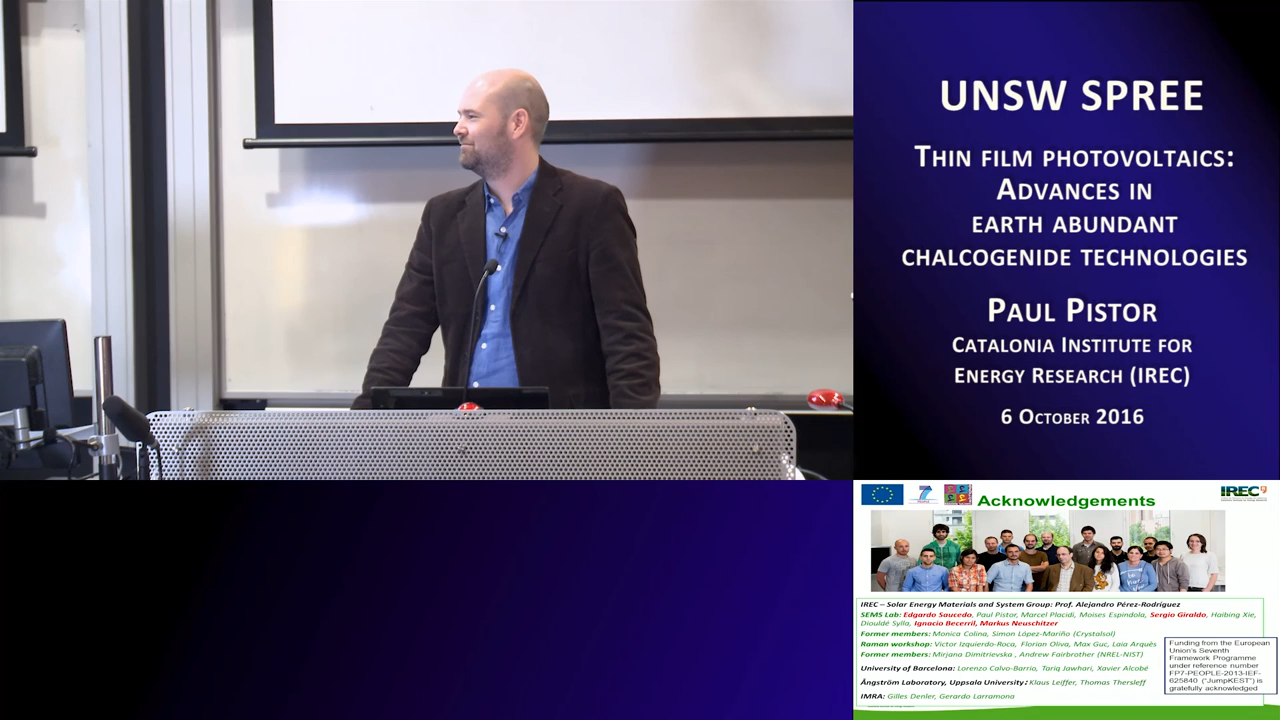 UNSW SPREE
THIN FILM PHOTOVOLTAICS:
ADVANCES IN
EARTH ABUNDANT
CHALCOGENIDE TECHNOLOGIES
PAUL PISTOR
CATALONIA INSTITUTE FOR
ENERGY RESEARCH (IREC)
6 OCTOBER 2016
Acknowledgements
IREC
IREC – Solar Energy Materials and System Group: Prof. Alejandro Pérez-Rodríguez
SEMS Lab: Edgardo Saucedo, Paul Pistor, Marcel Placidi, Moises Espindola, Sergio Giraldo, Haibing Xie,
Diouldé Sylla, Ignacio Becerril, Markus Neuschitzer
Former members: Monica Colina, Simon López-Mariño (Crystalsol)
Raman workshop: Victor Izquierdo-Roca, Florian Oliva, Max Guc, Laia Arqués
Former members: Mirjana Dimitrievska , Andrew Fairbrother (NREL-NIST)
University of Barcelona: Lorenzo Calvo-Barrio, Tariq Jawhari, Xavier Alcobé
Ångström Laboratory, Uppsala University: Klaus Leifer, Thomas Thersleff
IMRA: Gilles Denler, Gerardo Larramona
Funding from the European
Union's Seventh
Framework Programme
under reference number
FP7-PEOPLE-2013-IEF-
625840 ("JumpKEST") is
gratefully acknowledged